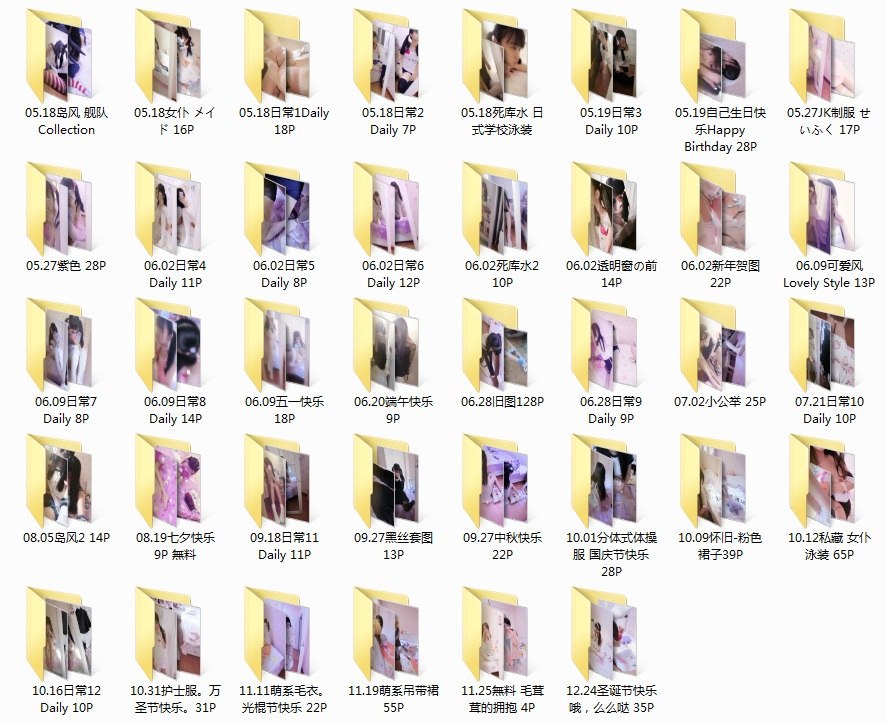 05.18岛风 舰队
Collection
05.18女仆 メイ
ド 16P
05.18日常1Daily
18P
05.18日常2
Daily 7P
05.18死库水 日
式学校泳装
05.19日常3
Daily 10P
05.19自己生日快
乐Happy
Birthday 28P
05.27JK制服 せ
いふく 17P
05.27紫色 28P
06.02日常4
Daily 11P
06.02日常5
Daily 8P
06.02日常6
Daily 12P
06.02死库水2
10P
06.02透明窗の前
14P
06.02新年贺图
22P
06.09可爱风
Lovely Style 13P
06.09日常7
Daily 8P
06.09日常8
Daily 14P
06.09五一快乐
18P
06.20端午快乐
9P
06.28旧图128P
06.28日常9
Daily 9P
07.02小公举 25P
07.21日常10
Daily 10P
08.05岛风2 14P
08.19七夕快乐
9P 無料
09.18日常11
Daily 11P
09.27黑丝套图
13P
09.27中秋快乐
22P
10.01分体式体操
服 国庆节快乐
28P
10.09怀旧-粉色
裙子39P
10.12私藏 女仆
泳装 65P
10.16日常12
Daily 10P
10.31护士服。万
圣节快乐。31P
11.11萌系毛衣。
光棍节快乐 22P
11.19萌系吊带裙
55P
11.25無料 毛茸
茸的拥抱 4P
12.24圣诞节快乐
哦，么么哒 35P